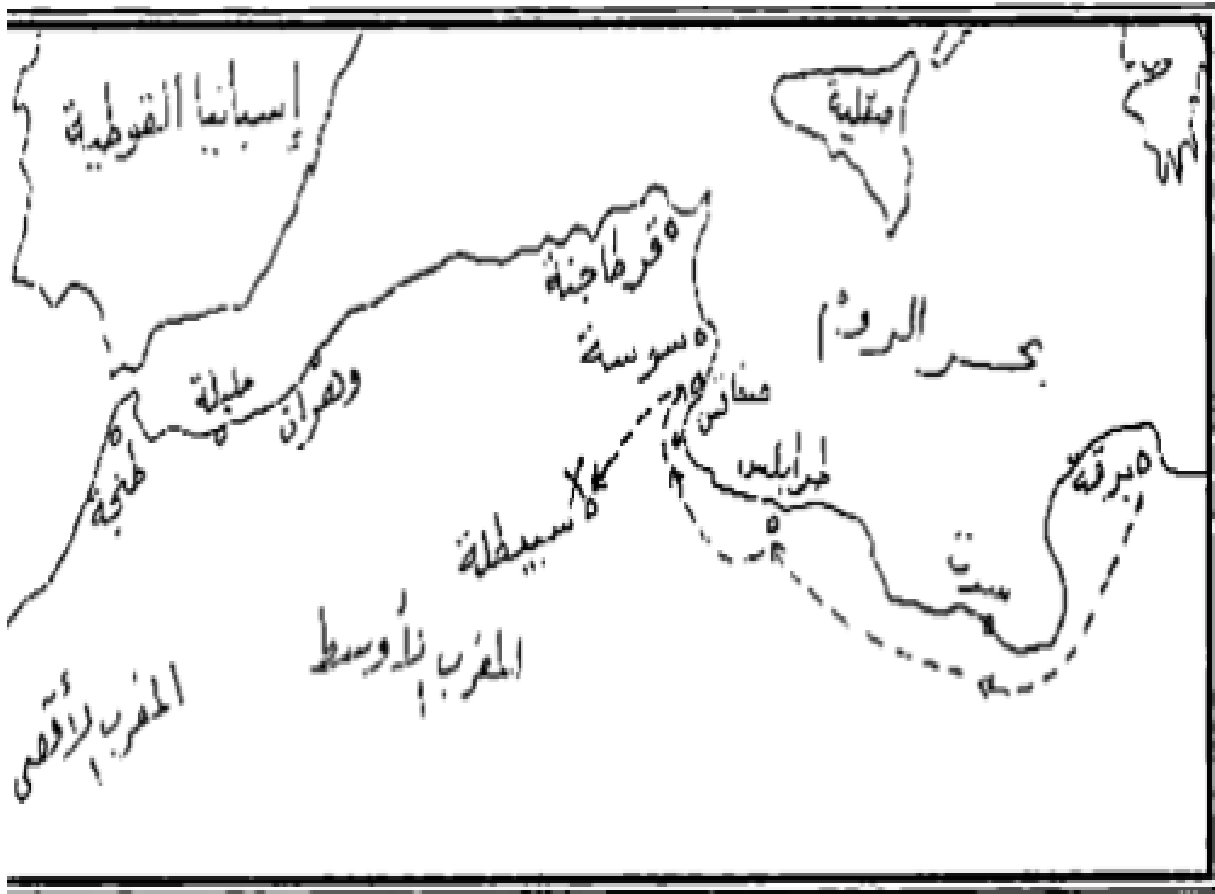 إسبانيا القوطية
صقلية
قرطاجنة
سوسة
بحر الروم
صفاقس
مليلة
وهران
طنجة
طرابلس
برقة
سرت
سبيطلة
المغرب الأوسط
المغرب الأقصى